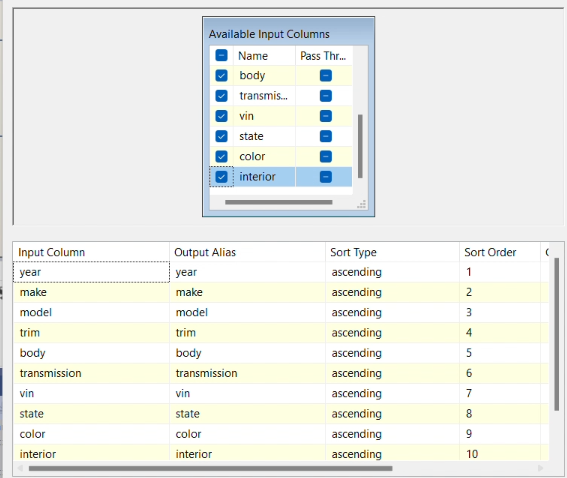 Available Input Columns
Name Pass Thr...
body
transmis...
vin
state
color
interior
Input Column Output Alias Sort Type Sort Order
year year ascending 1
make make ascending 2
model model ascending 3
trim trim ascending 4
body body ascending 5
transmission transmission ascending 6
vin vin ascending 7
state state ascending 8
color color ascending 9
interior interior ascending 10